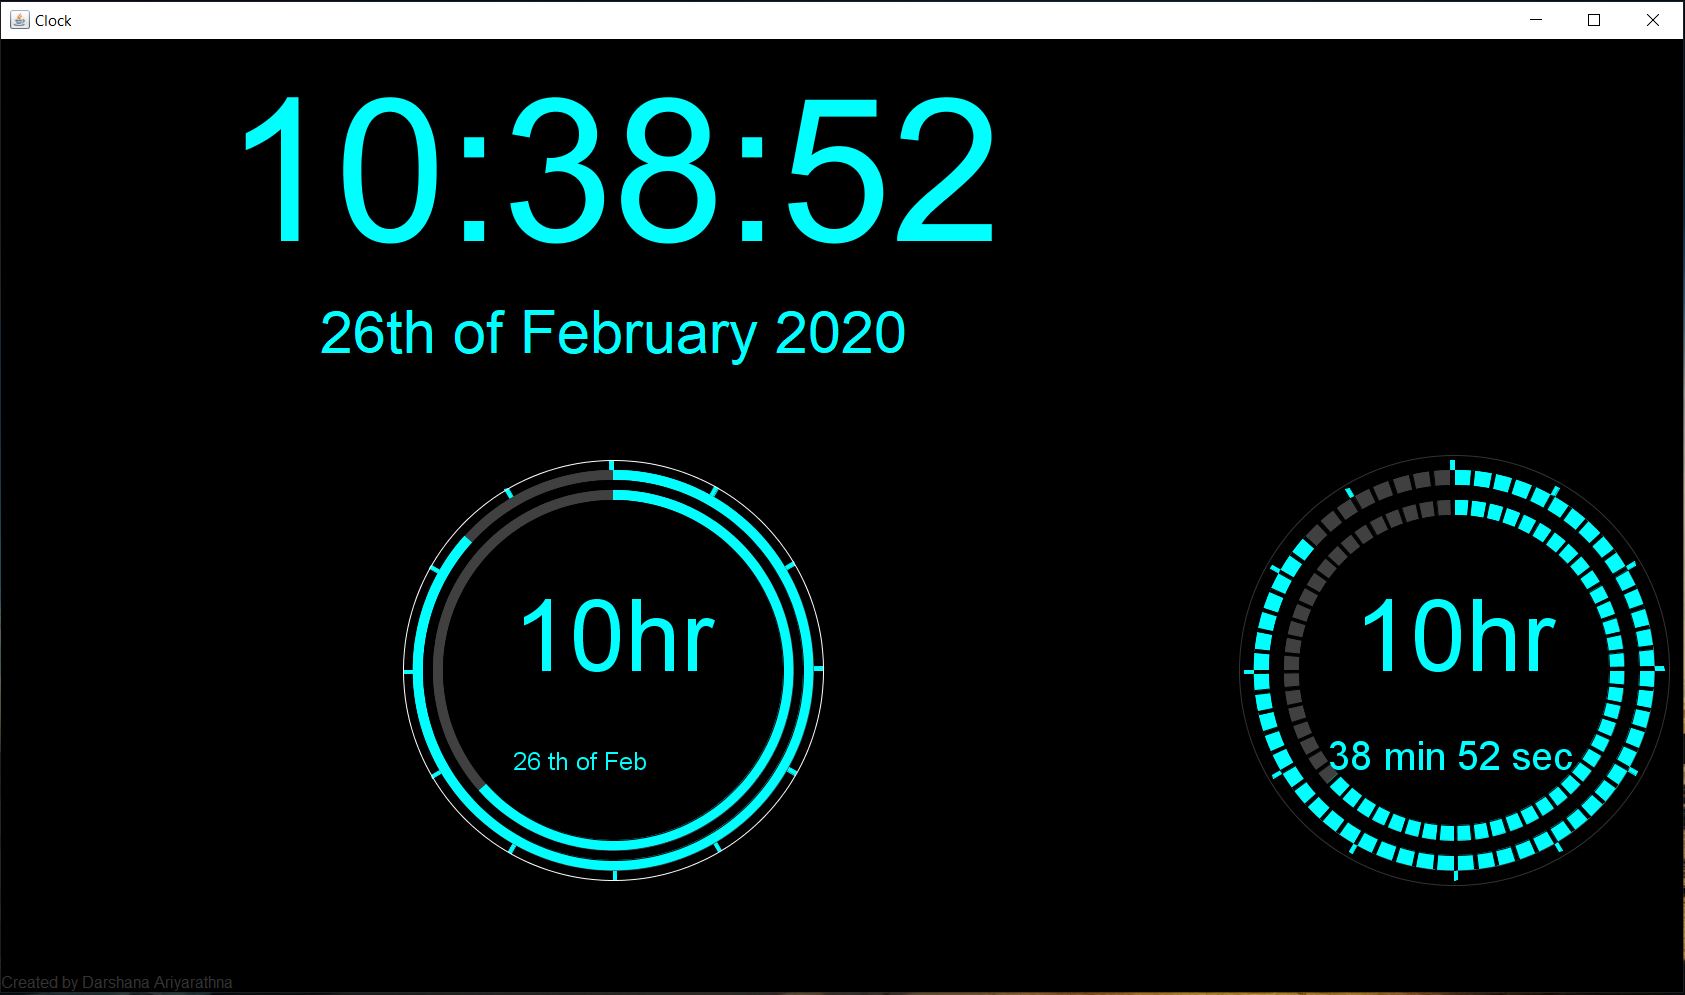 Clock
10:38:52
26th of February 2020
10hr
26 th of Feb
10hr
38 min 52 sec
Created by Darshana Ariyarathna